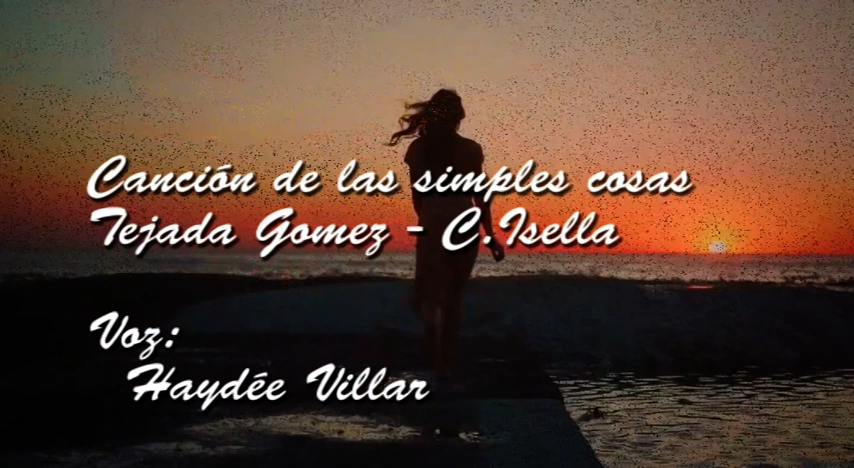 Canción de las simples cosas
Tejada Gomez - C.Isella
Voz:
Haydée Villar